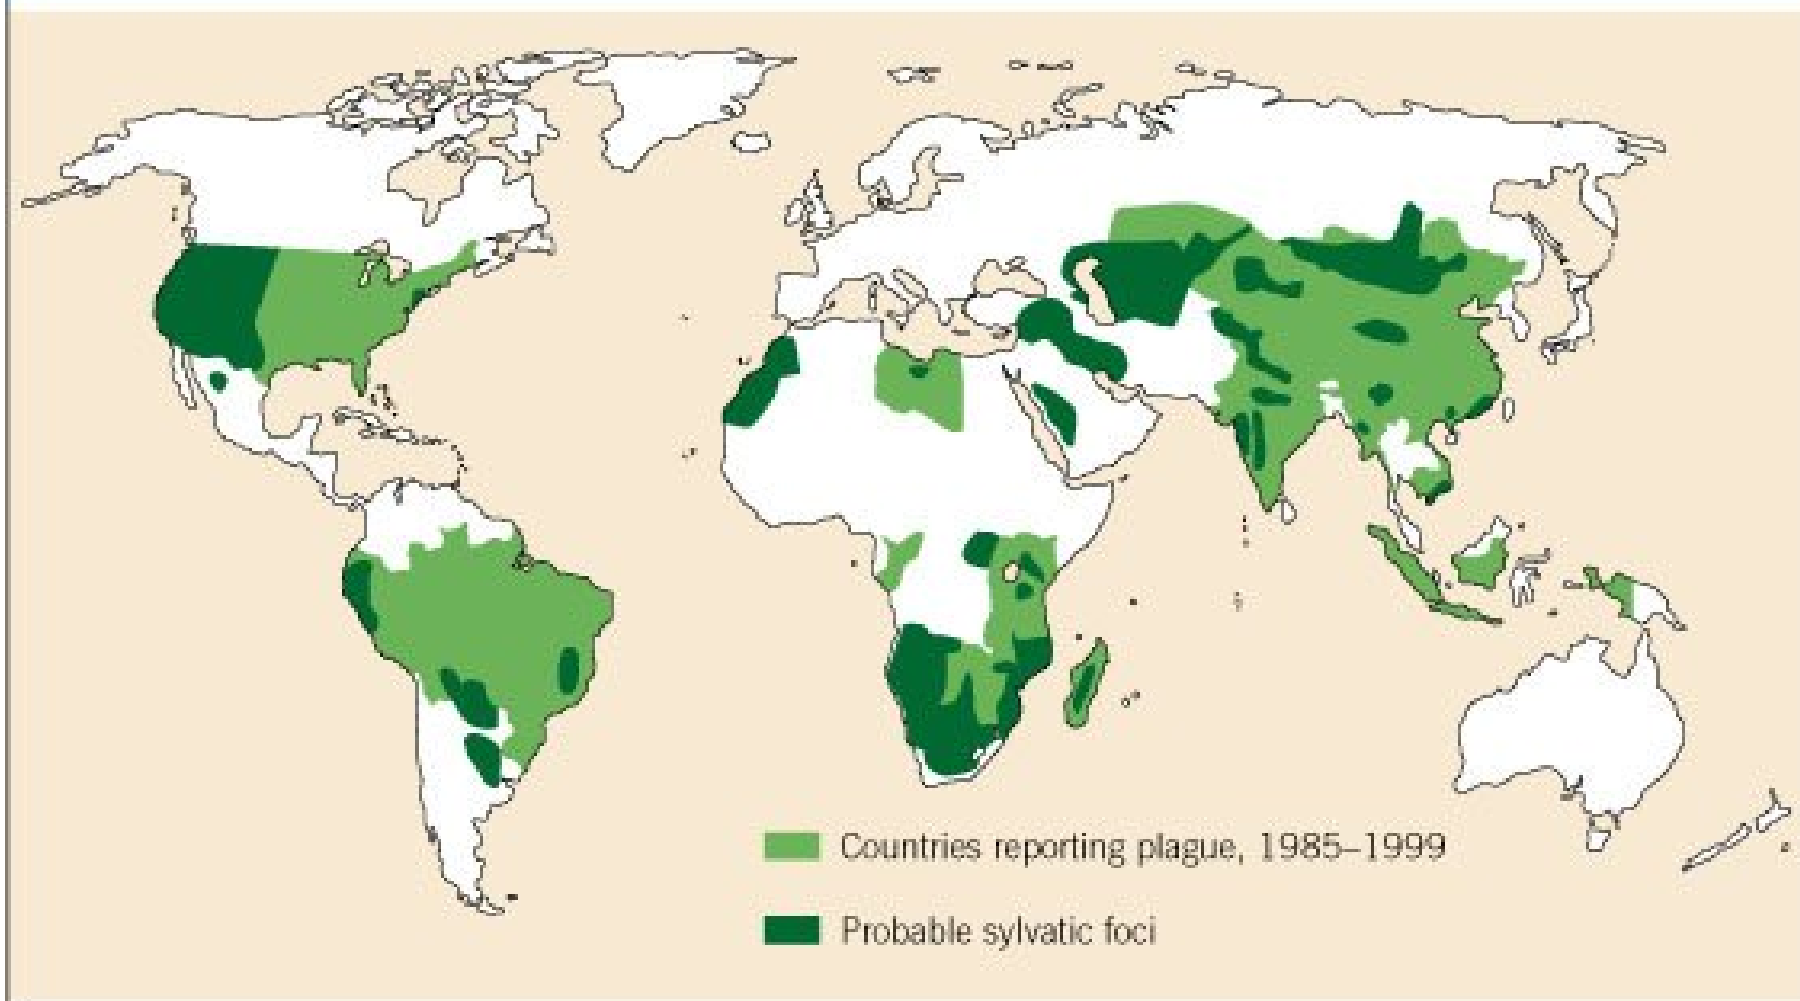 Countries reporting plague, 1985–1999
Probable sylvatic foci